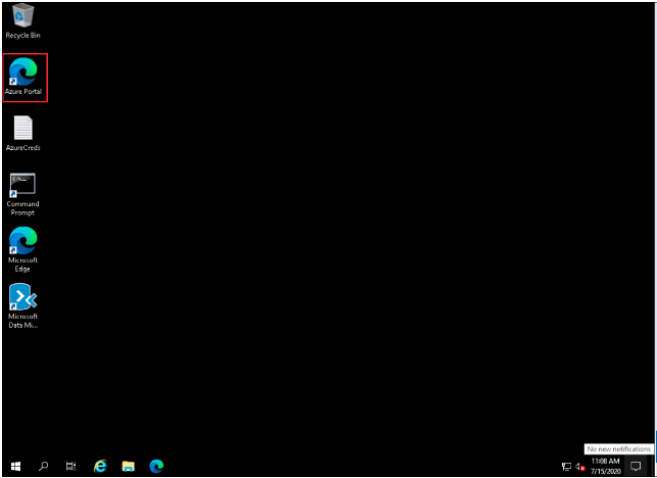 Recycle Bin
Azure Portal
AzureCreds
Command
Prompt
Microsoft
Edge
Microsoft
Data Mi...
No new notifications
11:08 AM
7/15/2020